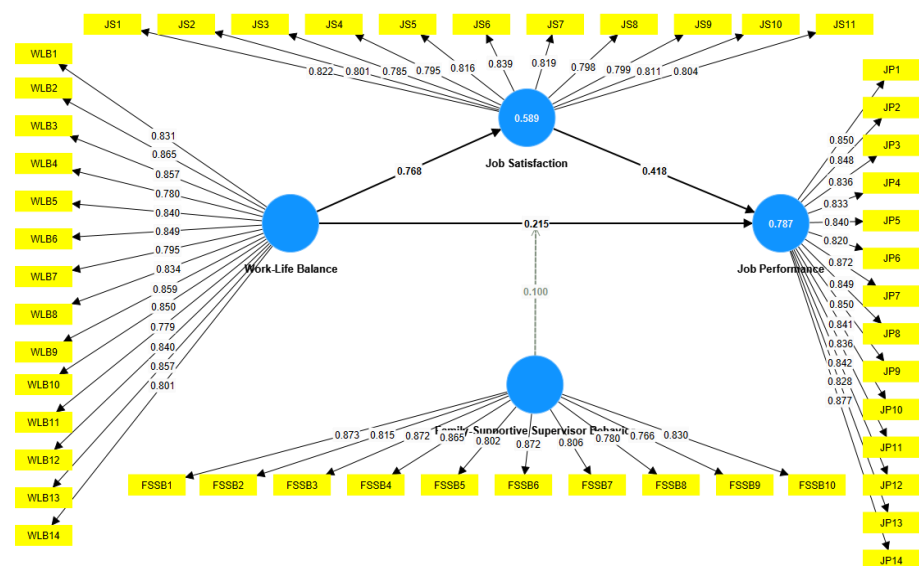 JS1 JS2 JS3 JS4 JS5 JS6 JS7 JS8 JS9 JS10 JS11
0.822 0.801 0.785 0.795 0.816 0.839 0.819 0.798 0.799 0.811 0.804
0.589
Job Satisfaction
WLB1
WLB2
WLB3
WLB4
WLB5
WLB6
WLB7
WLB8
WLB9
WLB10
WLB11
WLB12
WLB13
WLB14
0.831
0.865
0.857
0.780
0.840
0.849
0.795
0.834
0.859
0.850
0.779
0.840
0.857
0.801
Work-Life Balance
0.768
0.418
0.215
0.100
0.787
Job Performance
0.850
0.848
0.836
0.833
0.840
0.820
0.872
0.849
0.850
0.841
0.836
0.842
0.828
0.877
JP1
JP2
JP3
JP4
JP5
JP6
JP7
JP8
JP9
JP10
JP11
JP12
JP13
JP14
Family-Supportive Supervisor Behavior
0.873 0.815 0.872 0.865 0.802 0.872 0.806 0.780 0.766 0.830
FSSB1 FSSB2 FSSB3 FSSB4 FSSB5 FSSB6 FSSB7 FSSB8 FSSB9 FSSB10